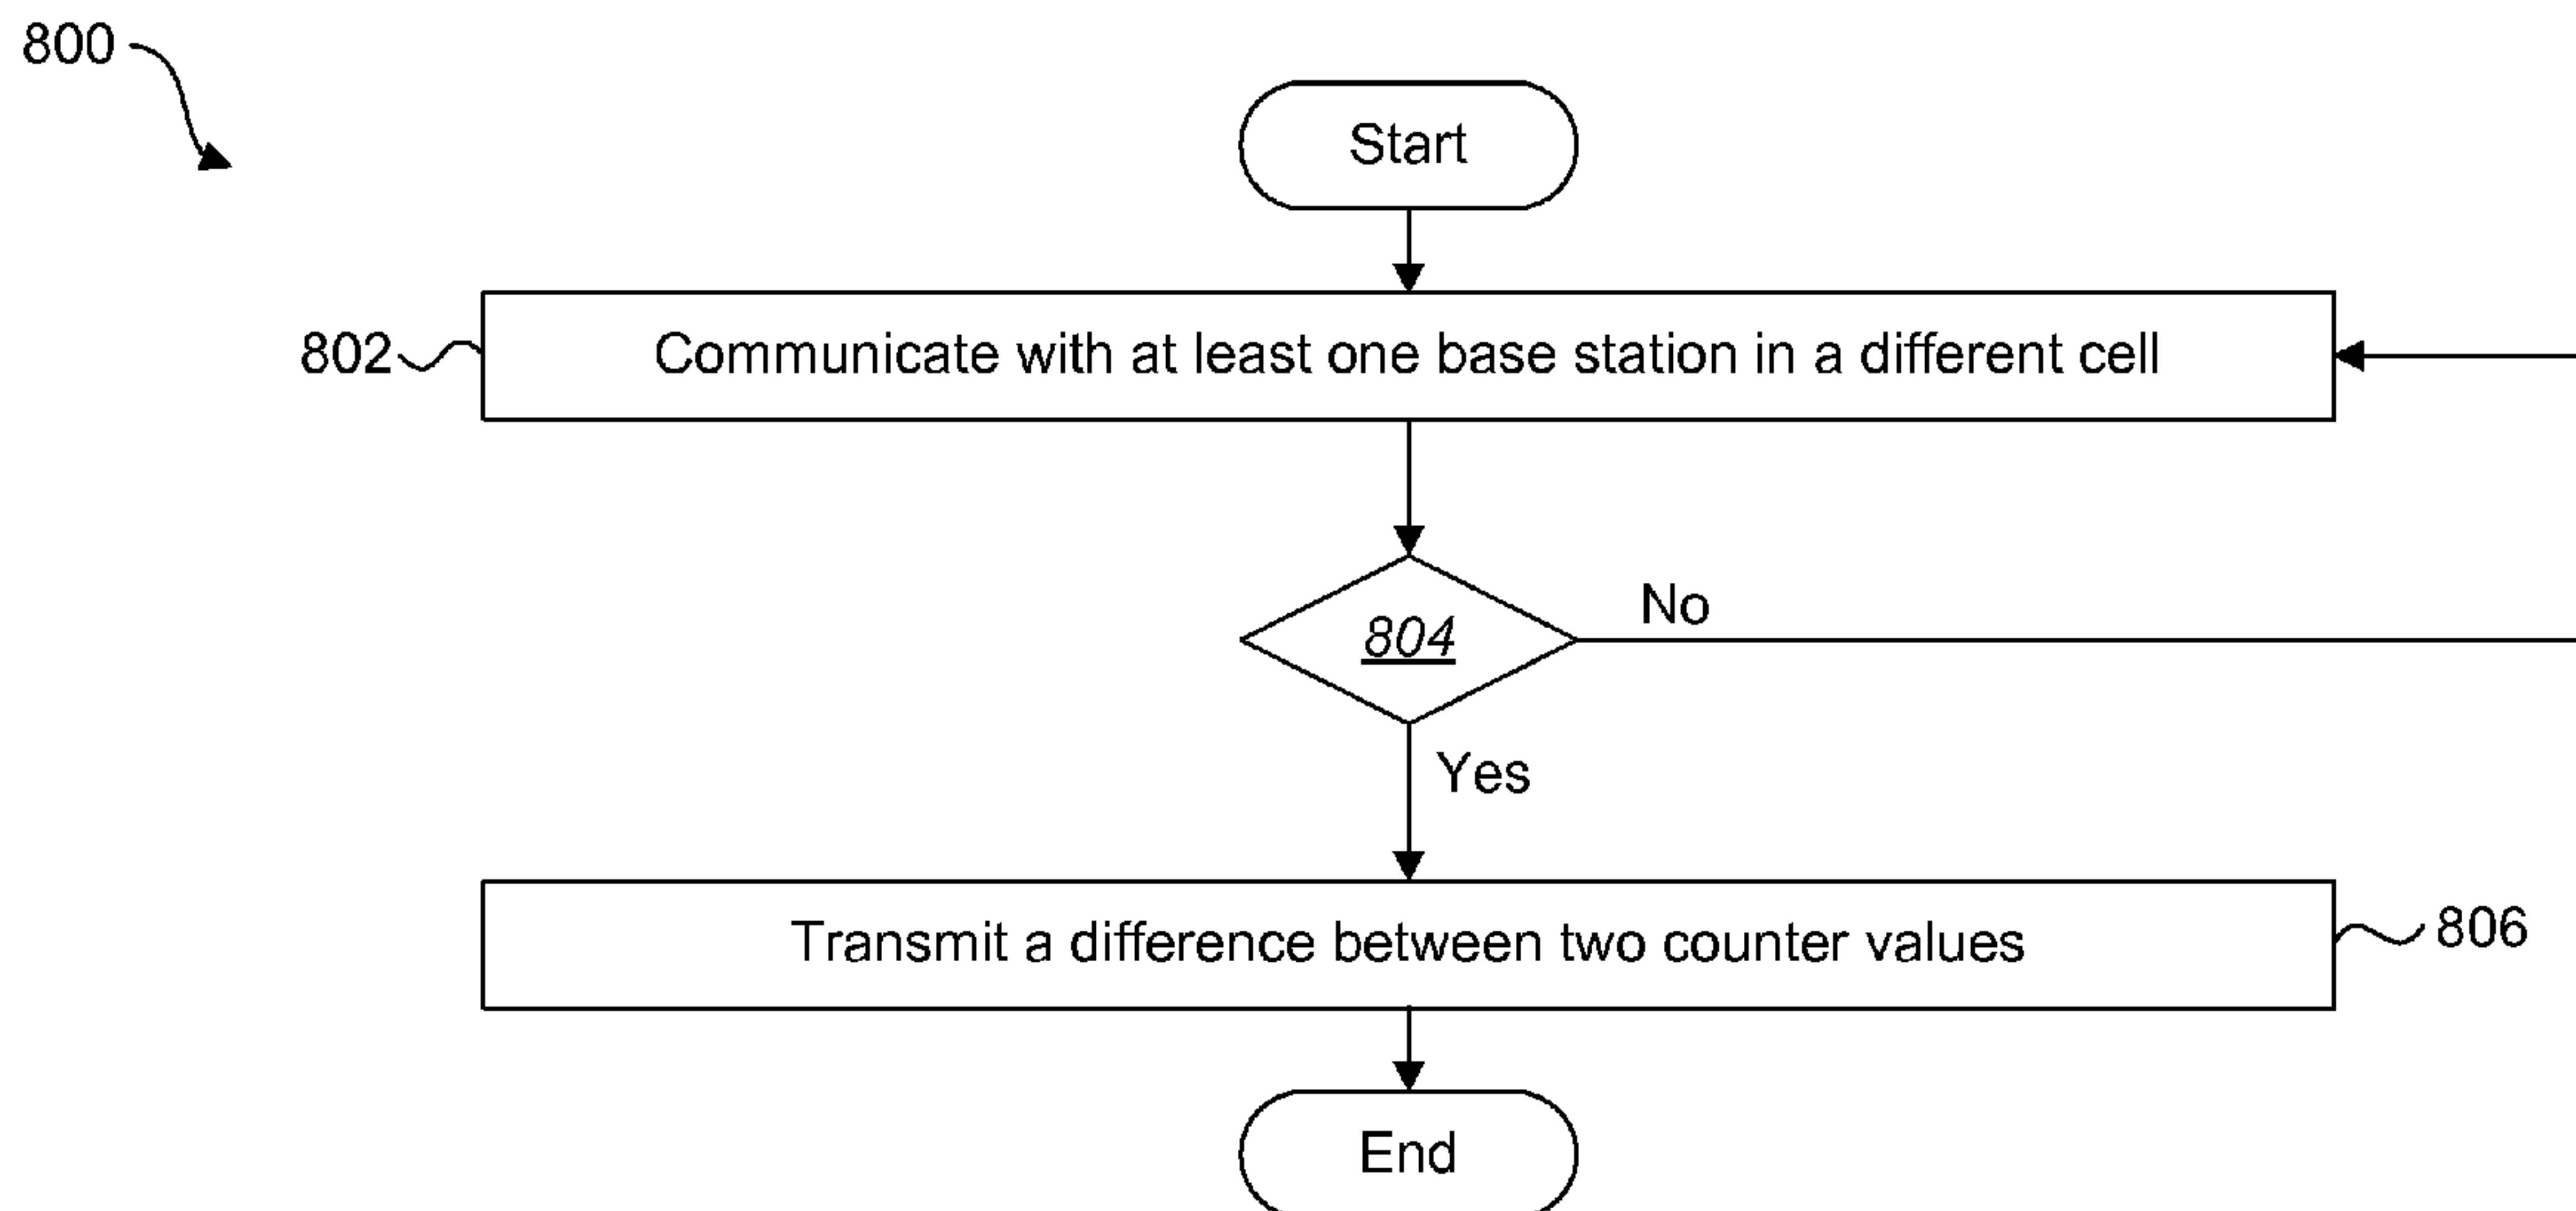 800
Start
802
Communicate with at least one base station in a different cell
804
No
Yes
Transmit a difference between two counter values
806
End